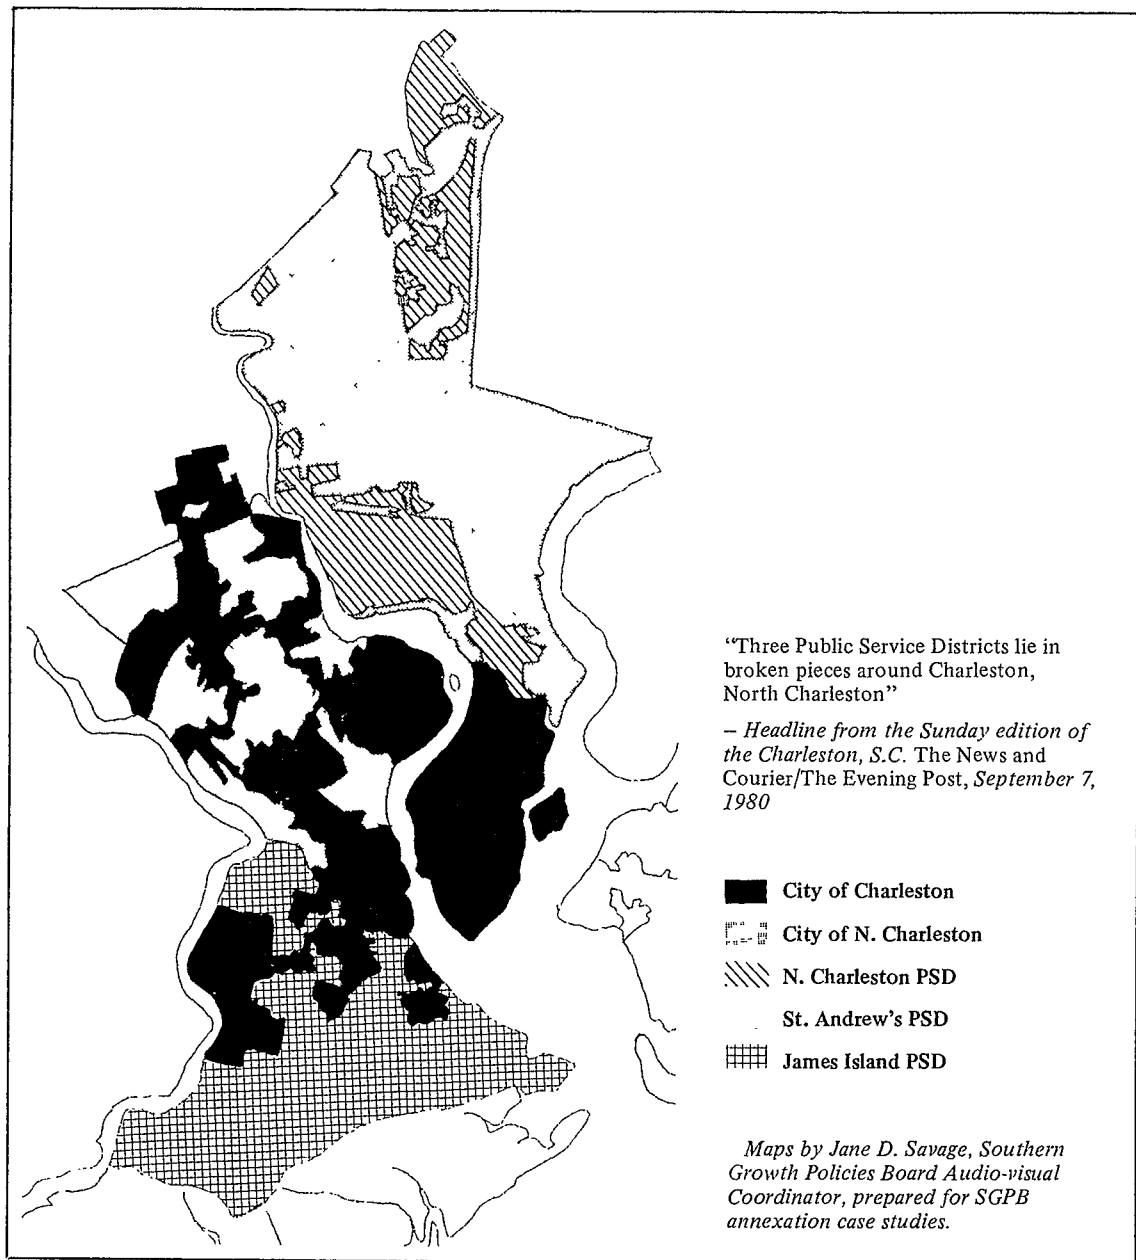 “Three Public Service Districts lie in
broken pieces around Charleston,
North Charleston”
– Headline from the Sunday edition of
the Charleston, S.C. The News and
Courier/The Evening Post, September 7,
1980
City of Charleston
City of N. Charleston
N. Charleston PSD
St. Andrew's PSD
James Island PSD
Maps by Jane D. Savage, Southern
Growth Policies Board Audio-visual
Coordinator, prepared for SGPB
annexation case studies.